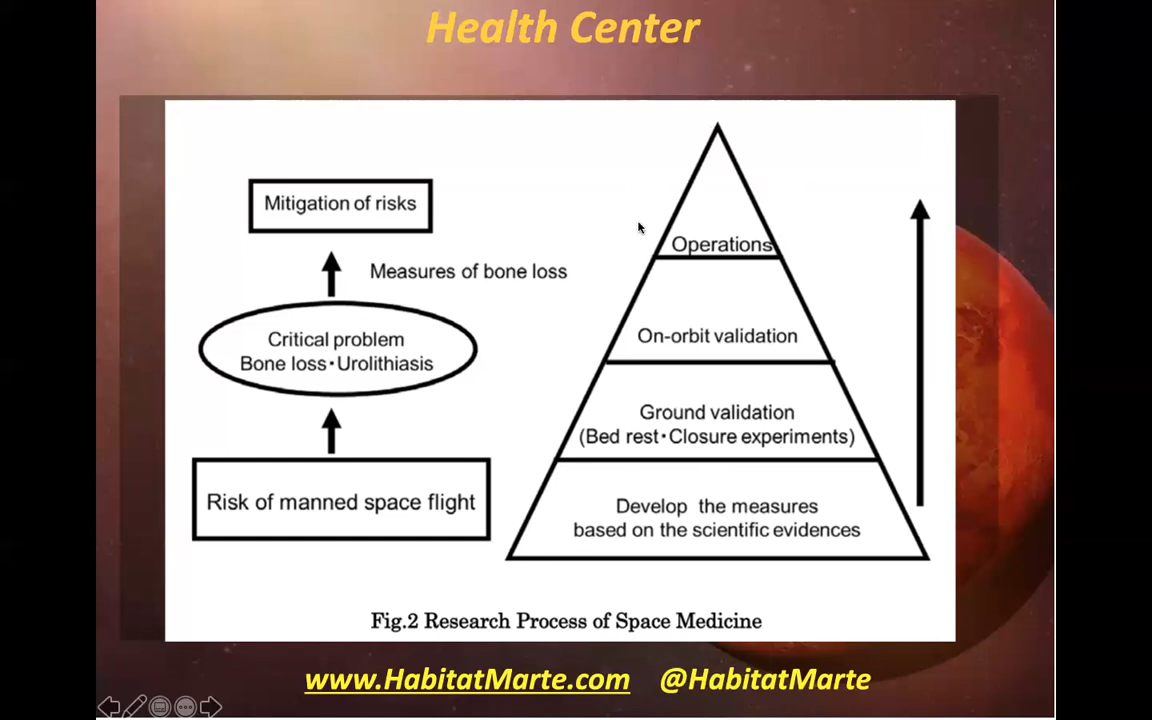 Health Center
Mitigation of risks
Measures of bone loss
Critical problem
Bone loss・Urolithiasis
Risk of manned space flight
Operations
On-orbit validation
Ground validation
(Bed rest・Closure experiments)
Develop the measures
based on the scientific evidences
Fig.2 Research Process of Space Medicine
www.HabitatMarte.com @HabitatMarte